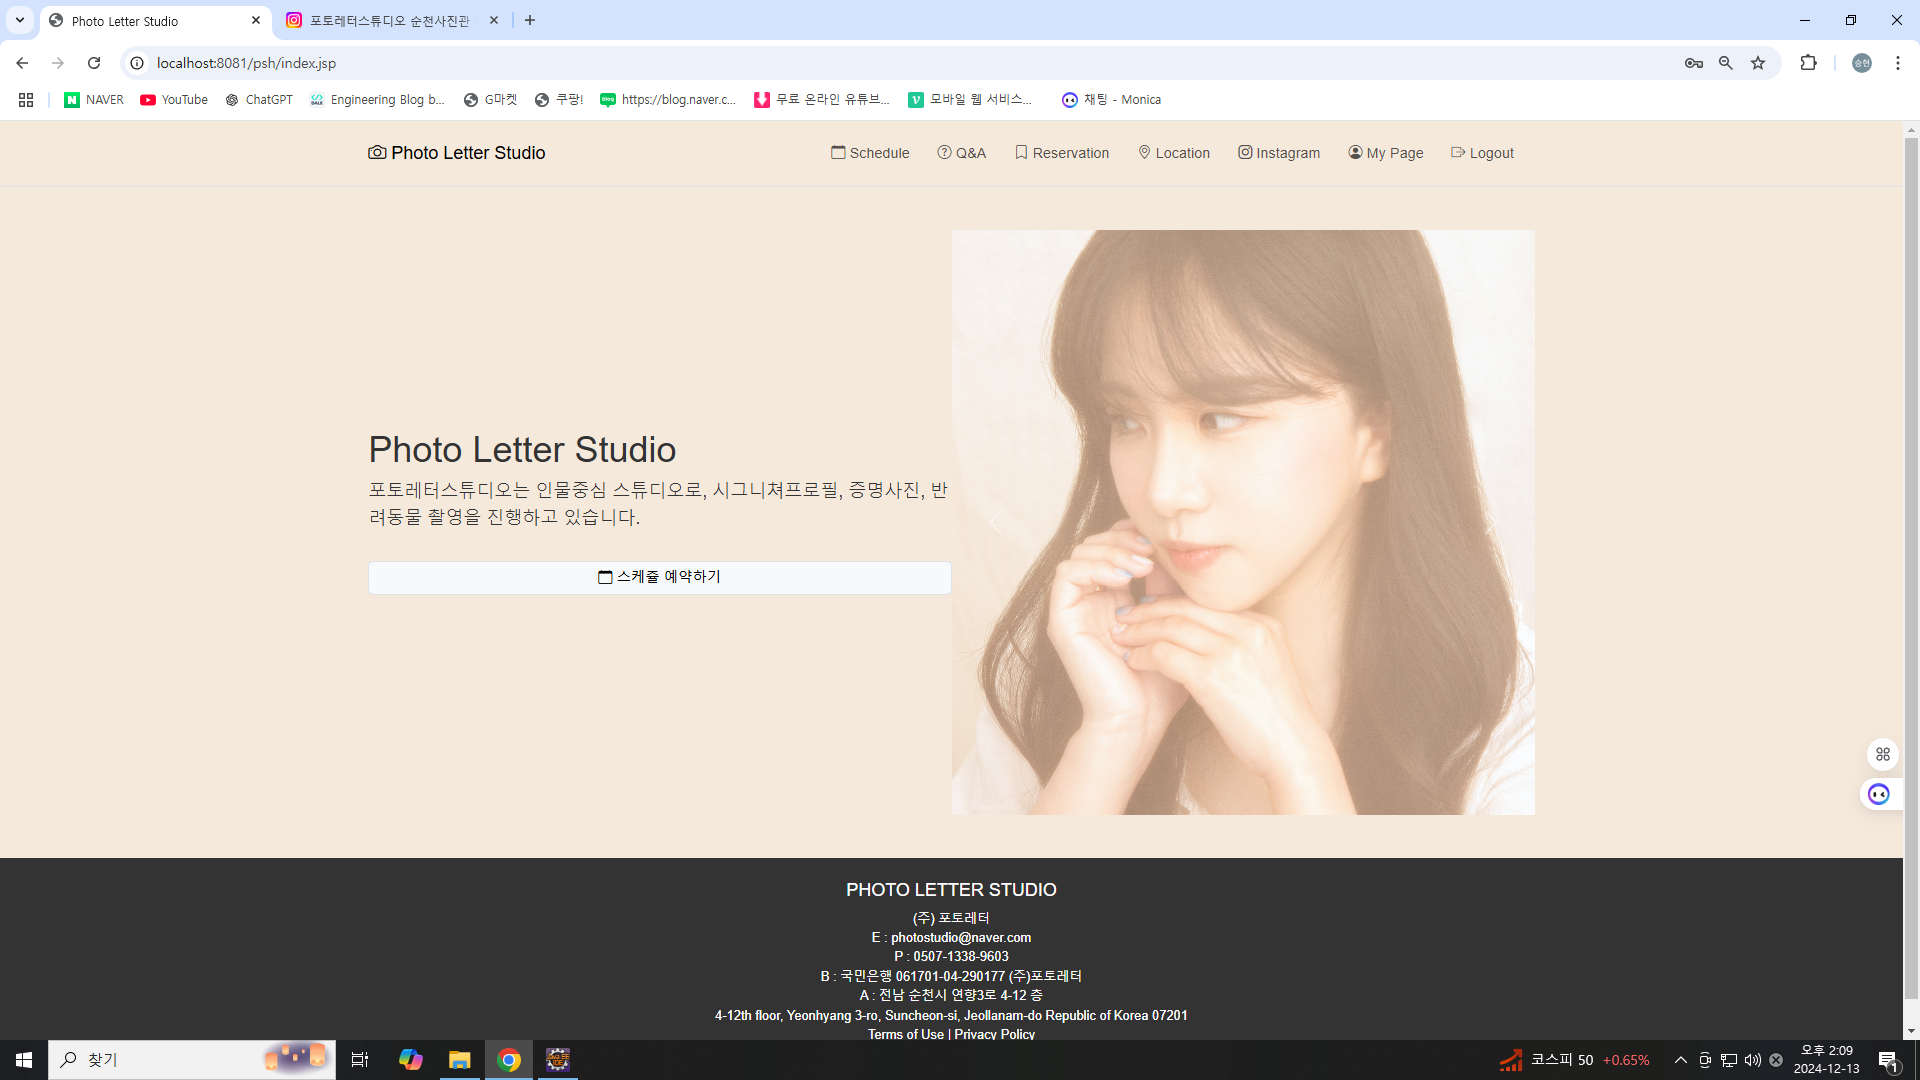 Photo Letter Studio
포토레터스튜디오 순천사진관
localhost:8081/psh/index.jsp
승현
NAVER YouTube ChatGPT Engineering Blog b... G마켓 쿠팡! https://blog.naver.c... 무료 온라인 유튜브... 모바일 웹 서비스... 채팅 - Monica
Photo Letter Studio Schedule Q&A Reservation Location Instagram My Page Logout
Photo Letter Studio
포토레터스튜디오는 인물중심 스튜디오로, 시그니쳐프로필, 증명사진, 반
려동물 촬영을 진행하고 있습니다.
스케쥴 예약하기
PHOTO LETTER STUDIO
(주) 포토레터
E : photostudio@naver.com
P : 0507-1338-9603
B : 국민은행 061701-04-290177 (주)포토레터
A : 전남 순천시 연향3로 4-12 층
4-12th floor, Yeonhyang 3-ro, Suncheon-si, Jeollanam-do Republic of Korea 07201
Terms of Use | Privacy Policy
찾기
코스피 50 +0.65%
오후 2:09
2024-12-13
1